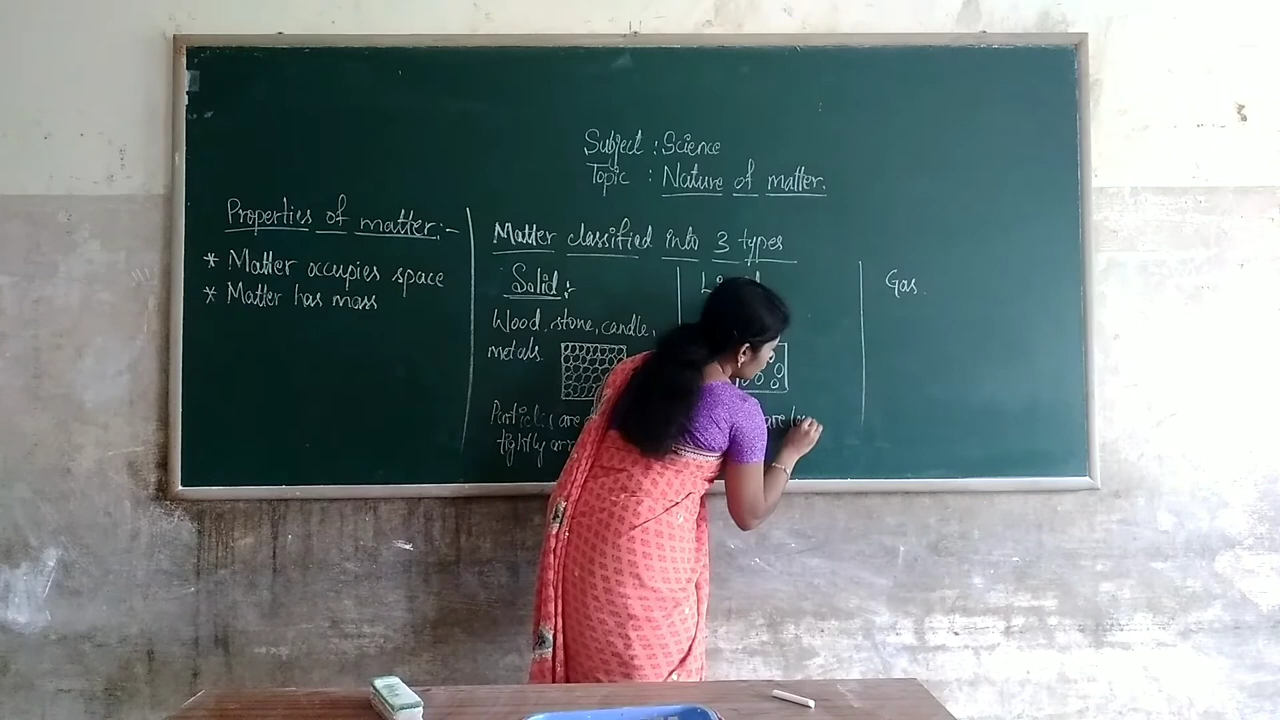 Subject : Science
Topic : Nature of matter.
Properties of matter:-
* Matter occupies space
* Matter has mass
Matter classified into 3 types
Solid :-
Wood, stone, candle,
metals.
Particles are
tightly
are
Gas.